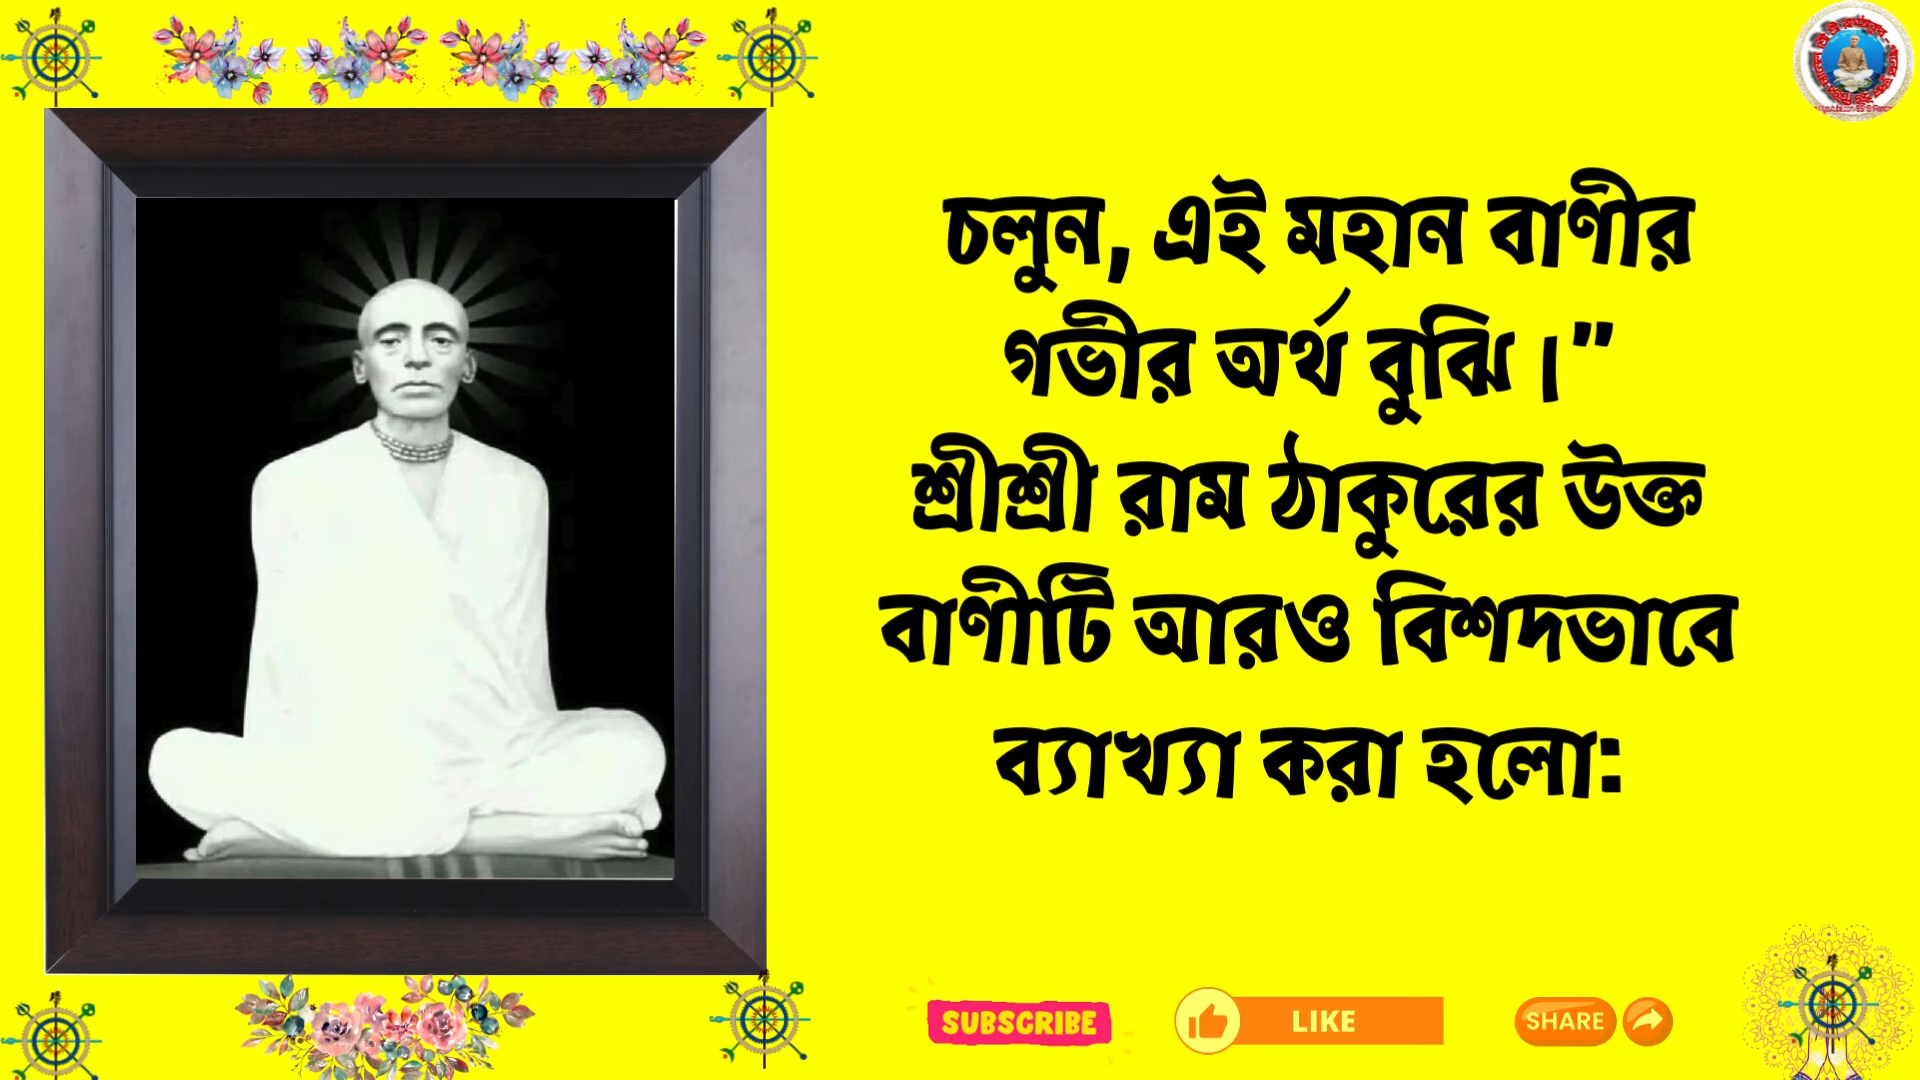 চলুন, এই মহান বাণীর
গভীর অর্থ বুঝি।”
শ্রীশ্রী রাম ঠাকুরের উক্ত
বাণীটি আরও বিশদভাবে
ব্যাখ্যা করা হলো:
SUBSCRIBE
LIKE
SHARE